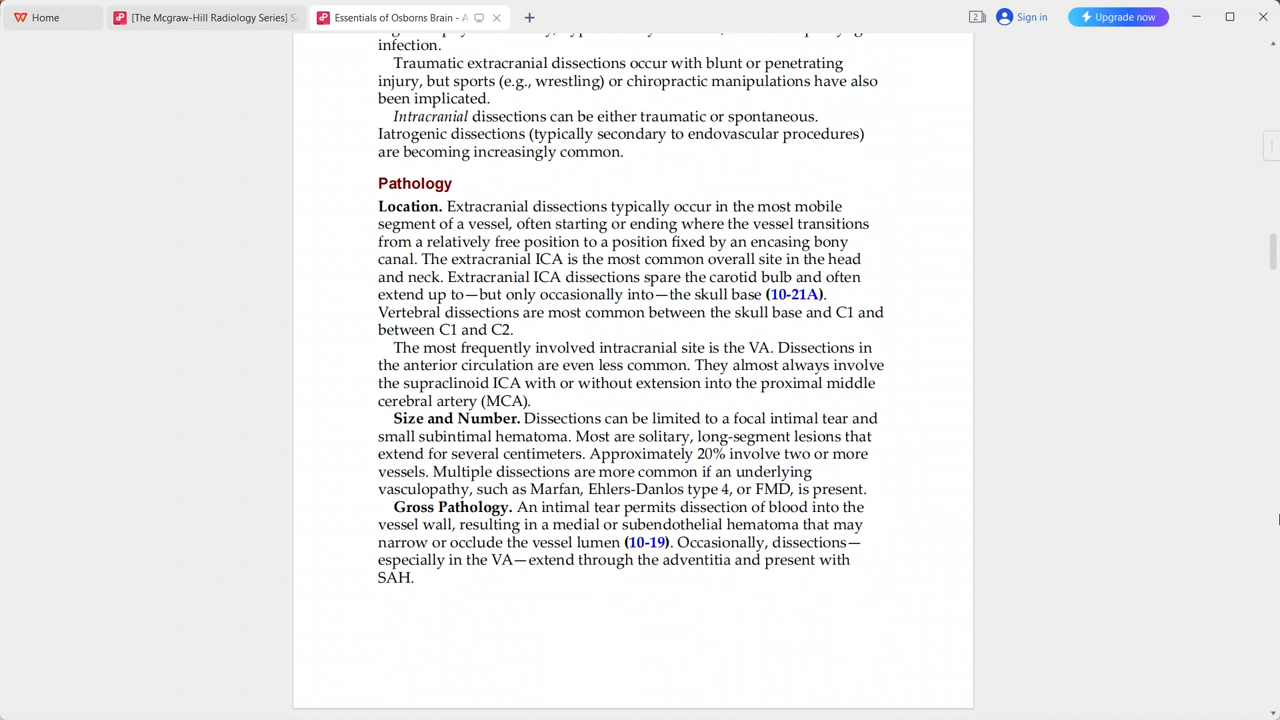 Home
[The Mcgraw-Hill Radiology Series] S
Essentials of Osborns Brain - A
2
Sign in
Upgrade now
infection.
Traumatic extracranial dissections occur with blunt or penetrating
injury, but sports (e.g., wrestling) or chiropractic manipulations have also
been implicated.
Intracranial dissections can be either traumatic or spontaneous.
Iatrogenic dissections (typically secondary to endovascular procedures)
are becoming increasingly common.
Pathology
Location. Extracranial dissections typically occur in the most mobile
segment of a vessel, often starting or ending where the vessel transitions
from a relatively free position to a position fixed by an encasing bony
canal. The extracranial ICA is the most common overall site in the head
and neck. Extracranial ICA dissections spare the carotid bulb and often
extend up to—but only occasionally into—the skull base (10-21A).
Vertebral dissections are most common between the skull base and C1 and
between C1 and C2.
The most frequently involved intracranial site is the VA. Dissections in
the anterior circulation are even less common. They almost always involve
the supraclinoid ICA with or without extension into the proximal middle
cerebral artery (MCA).
Size and Number. Dissections can be limited to a focal intimal tear and
small subintimal hematoma. Most are solitary, long-segment lesions that
extend for several centimeters. Approximately 20% involve two or more
vessels. Multiple dissections are more common if an underlying
vasculopathy, such as Marfan, Ehlers-Danlos type 4, or FMD, is present.
Gross Pathology. An intimal tear permits dissection of blood into the
vessel wall, resulting in a medial or subendothelial hematoma that may
narrow or occlude the vessel lumen (10-19). Occasionally, dissections—
especially in the VA—extend through the adventitia and present with
SAH.